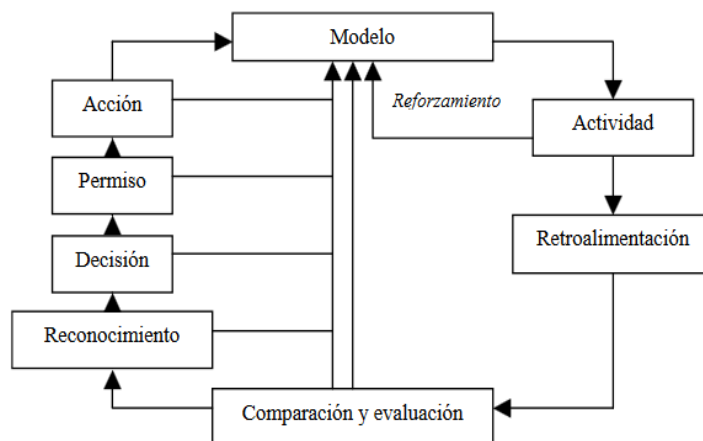 Modelo
Acción
Reforzamiento
Actividad
Permiso
Retroalimentación
Decisión
Reconocimiento
Comparación y evaluación